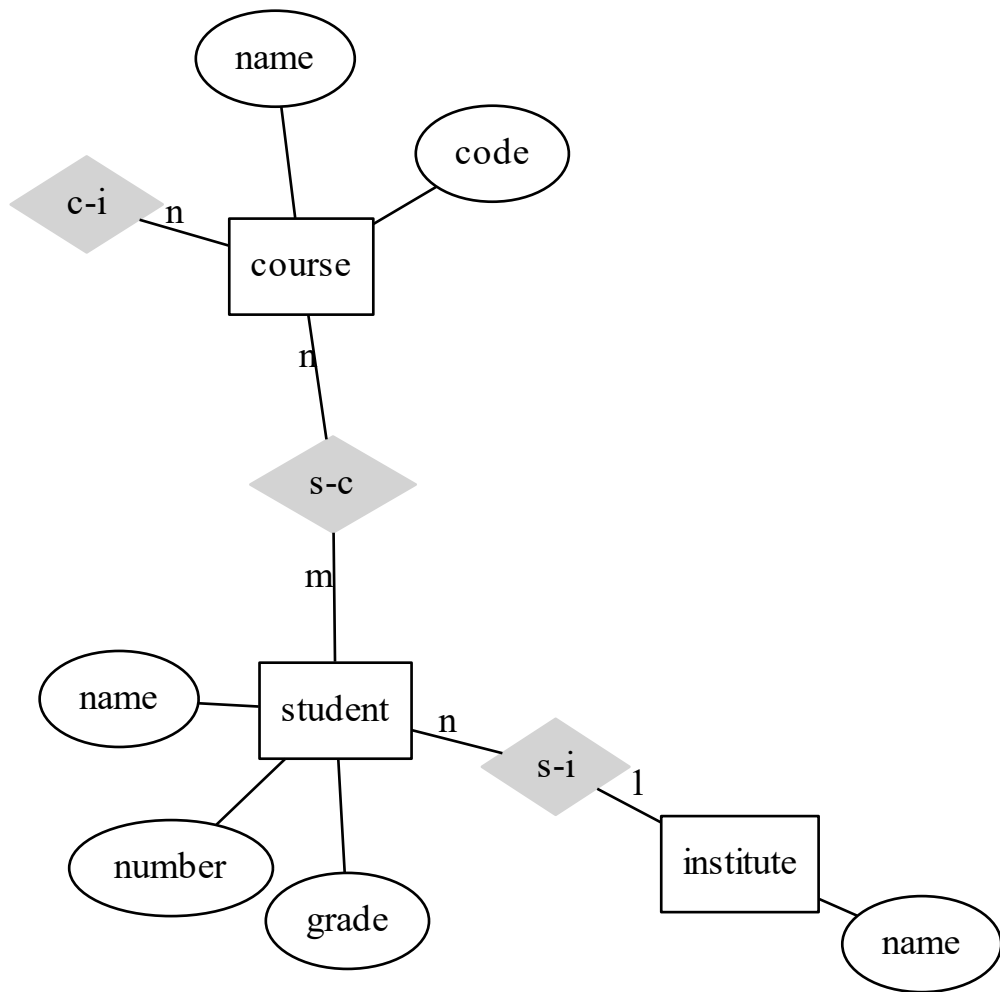 name
code
c-i
n
course
n
s-c
m
name
student
n
s-i
1
number
grade
institute
name